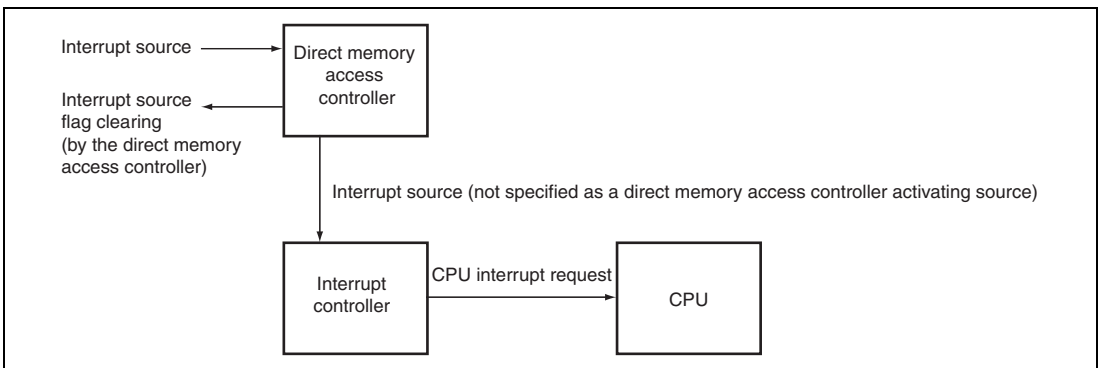 Interrupt source
Direct memory
access
controller
Interrupt source
flag clearing
(by the direct memory
access controller)
Interrupt source (not specified as a direct memory access controller activating source)
Interrupt
controller
CPU interrupt request
CPU